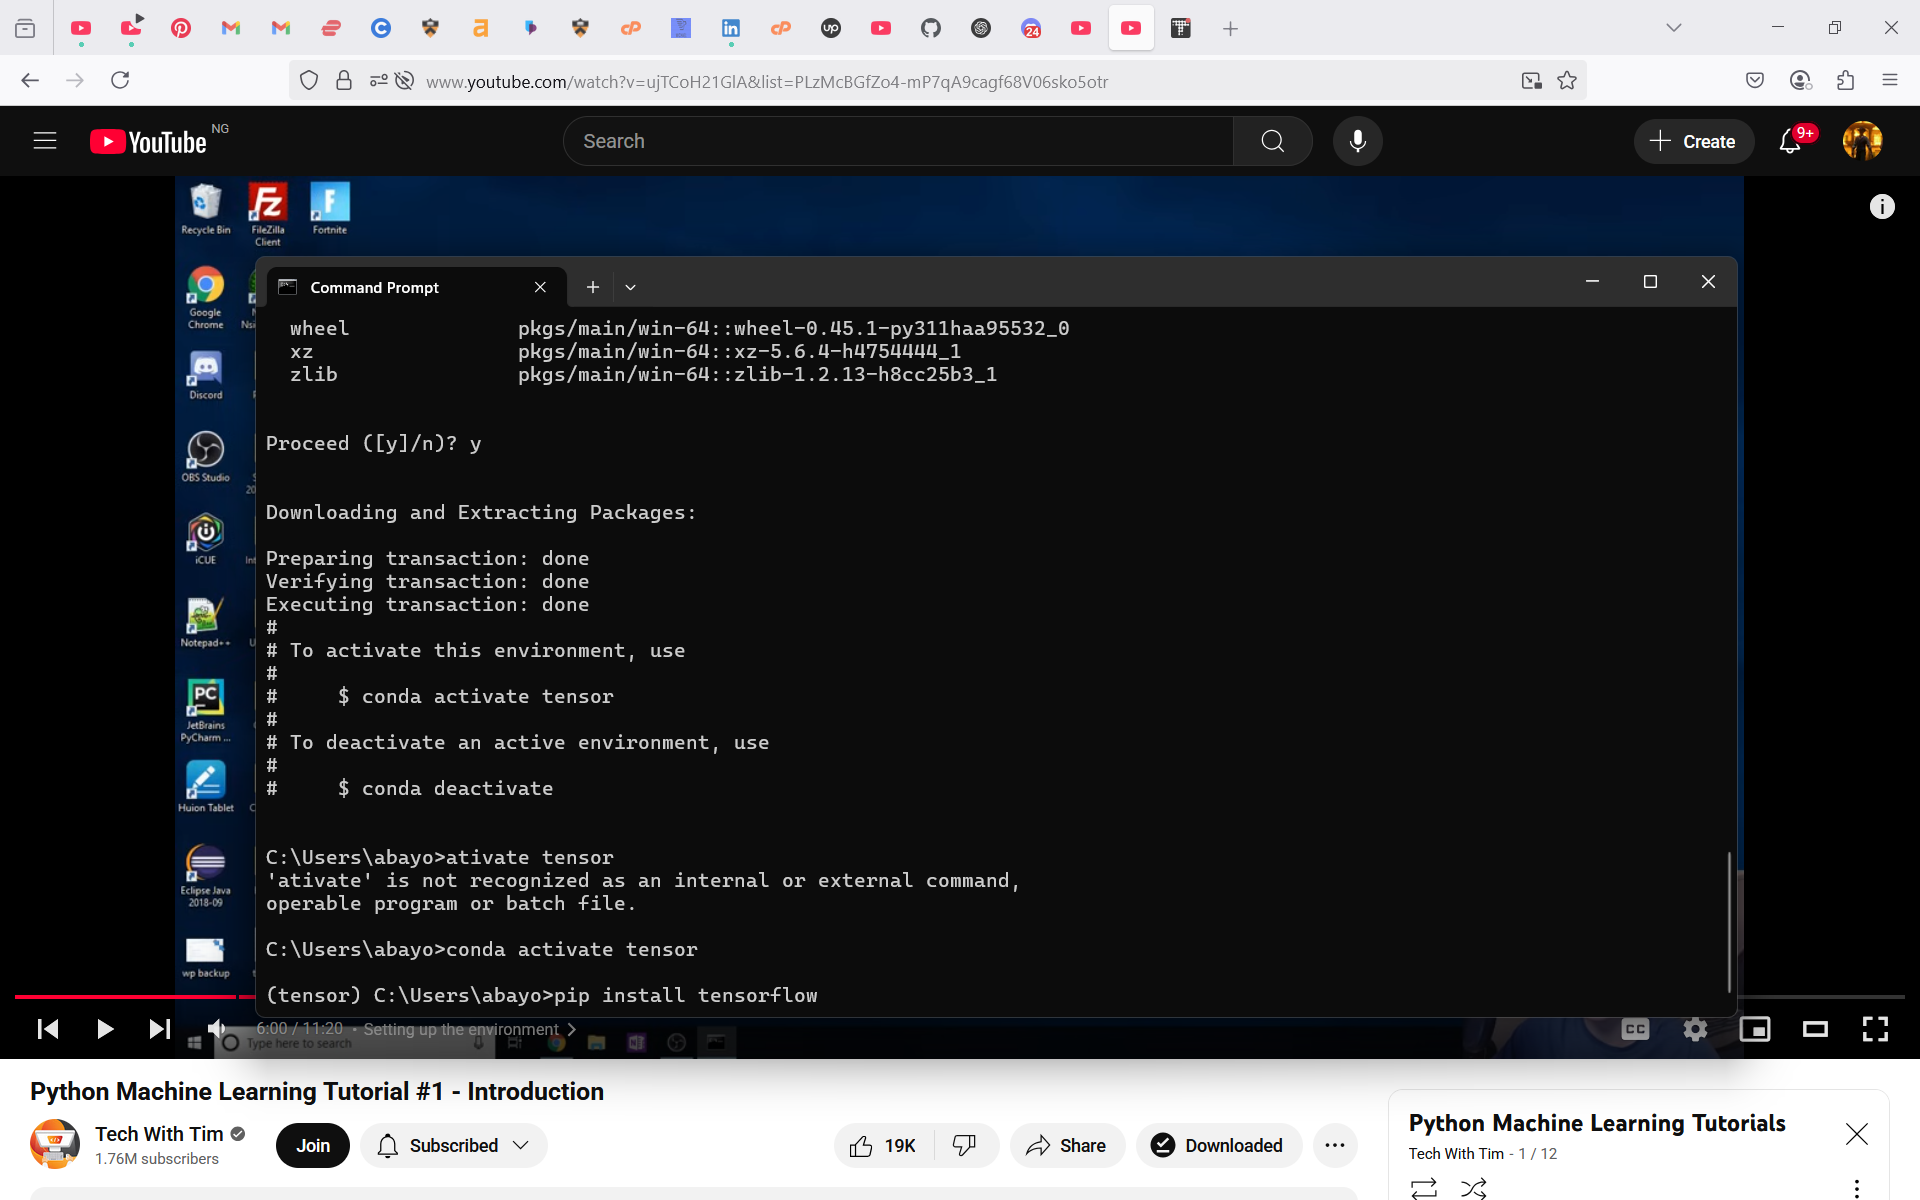 24
www.youtube.com/watch?v=ujTCoH21GlA&list=PLzMcBGfZo4-mP7qA9cagf68V06sko5otr
YouTube NG
Search
Create
9+
Recycle Bin
FileZilla Client
Fortnite
Google Chrome
Discord
OBS Studio
iCUE
Notepad++
JetBrains PyCharm ...
Huion Tablet
Eclipse Java 2018-09
wp backup
Command Prompt
wheel pkgs/main/win-64::wheel-0.45.1-py311haa95532_0
xz pkgs/main/win-64::xz-5.6.4-h4754444_1
zlib pkgs/main/win-64::zlib-1.2.13-h8cc25b3_1
Proceed ([y]/n)? y
Downloading and Extracting Packages:
Preparing transaction: done
Verifying transaction: done
Executing transaction: done
#
# To activate this environment, use
#
# $ conda activate tensor
#
# To deactivate an active environment, use
#
# $ conda deactivate
C:\Users\abayo>ativate tensor
'ativate' is not recognized as an internal or external command,
operable program or batch file.
C:\Users\abayo>conda activate tensor
(tensor) C:\Users\abayo>pip install tensorflow
6:00 / 11:20 · Setting up the environment
CC
Type here to search
Python Machine Learning Tutorial #1 - Introduction
Tech With Tim
1.76M subscribers
Join
Subscribed
19K
Share
Downloaded
Python Machine Learning Tutorials
Tech With Tim - 1 / 12